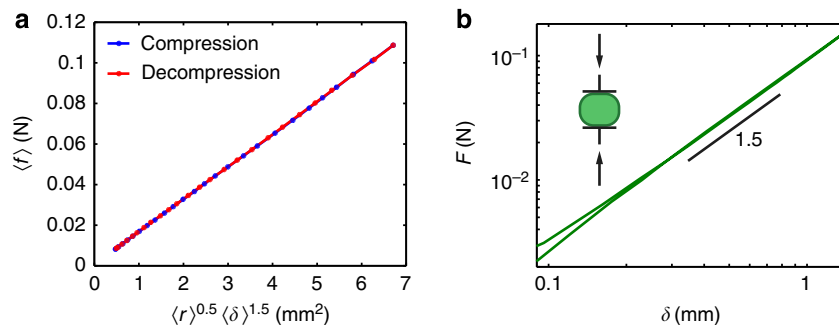 a
0.12
0.1
0.08
0.06
0.04
0.02
0
⟨f⟩ (N)
Compression
Decompression
0 1 2 3 4 5 6 7
⟨r⟩^0.5 ⟨δ⟩^1.5 (mm²)
b
10⁻¹
10⁻²
F (N)
1.5
0.1 1
δ (mm)